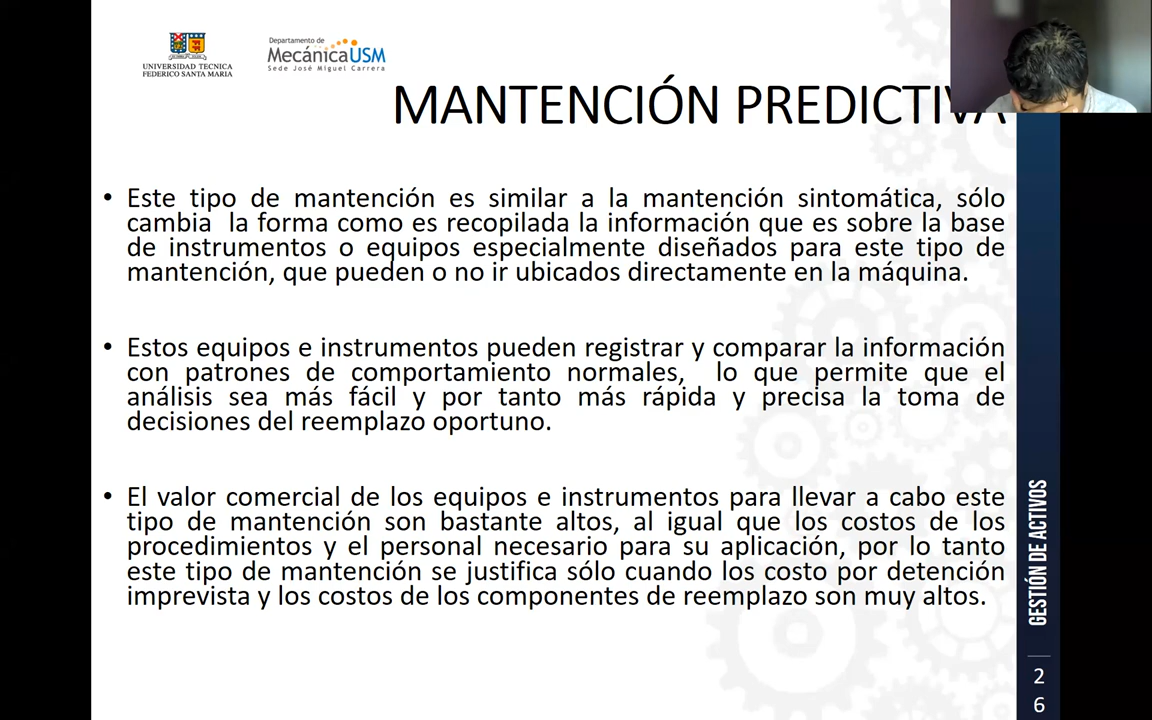 UNIVERSIDAD TECNICA
FEDERICO SANTA MARIA
Departamento de
MecánicaUSM
Sede José Miguel Carrera
MANTENCIÓN PREDICTIVA
• Este tipo de mantención es similar a la mantención sintomática, sólo
cambia la forma como es recopilada la información que es sobre la base
de instrumentos o equipos especialmente diseñados para este tipo de
mantención, que pueden o no ir ubicados directamente en la máquina.
• Estos equipos e instrumentos pueden registrar y comparar la información
con patrones de comportamiento normales, lo que permite que el
análisis sea más fácil y por tanto más rápida y precisa la toma de
decisiones del reemplazo oportuno.
• El valor comercial de los equipos e instrumentos para llevar a cabo este
tipo de mantención son bastante altos, al igual que los costos de los
procedimientos y el personal necesario para su aplicación, por lo tanto
este tipo de mantención se justifica sólo cuando los costo por detención
imprevista y los costos de los componentes de reemplazo son muy altos.
GESTIÓN DE ACTIVOS
2
6